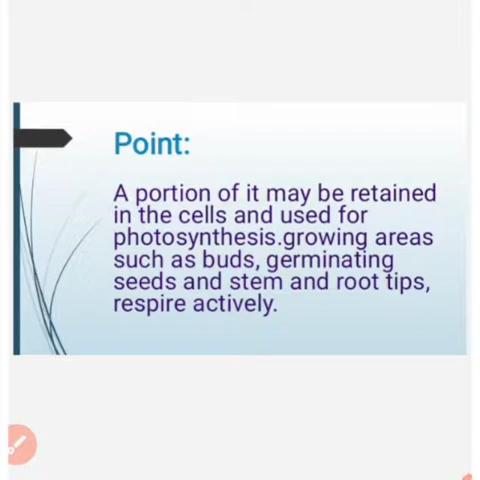 Point:
A portion of it may be retained
in the cells and used for
photosynthesis.growing areas
such as buds, germinating
seeds and stem and root tips,
respire actively.